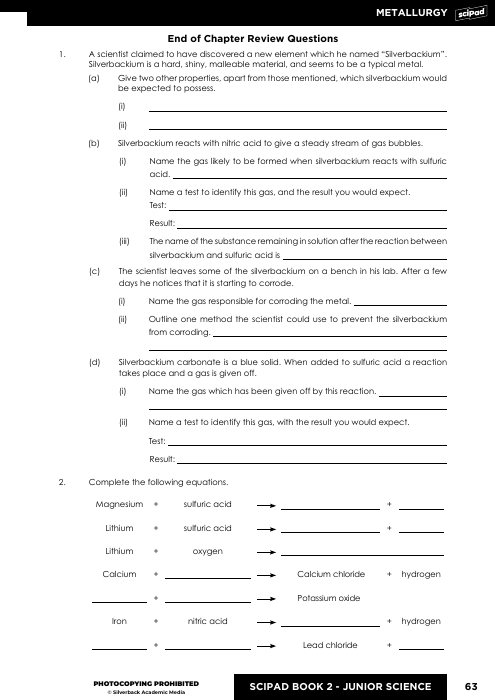 METALLURGY scipad
End of Chapter Review Questions
1. A scientist claimed to have discovered a new element which he named “Silverbackium”.
Silverbackium is a hard, shiny, malleable material, and seems to be a typical metal.
(a) Give two other properties, apart from those mentioned, which silverbackium would
be expected to possess.
(i)
(ii)
(b) Silverbackium reacts with nitric acid to give a steady stream of gas bubbles.
(i) Name the gas likely to be formed when silverbackium reacts with sulfuric
acid.
(ii) Name a test to identify this gas, and the result you would expect.
Test:
Result:
(iii) The name of the substance remaining in solution after the reaction between
silverbackium and sulfuric acid is
(c) The scientist leaves some of the silverbackium on a bench in his lab. After a few
days he notices that it is starting to corrode.
(i) Name the gas responsible for corroding the metal.
(ii) Outline one method the scientist could use to prevent the silverbackium
from corroding.
(d) Silverbackium carbonate is a blue solid. When added to sulfuric acid a reaction
takes place and a gas is given off.
(i) Name the gas which has been given off by this reaction.
(ii) Name a test to identify this gas, with the result you would expect.
Test:
Result:
2. Complete the following equations.
Magnesium + sulfuric acid → +
Lithium + sulfuric acid → +
Lithium + oxygen →
Calcium + → Calcium chloride + hydrogen
+ → Potassium oxide
Iron + nitric acid → + hydrogen
+ → Lead chloride +
PHOTOCOPYING PROHIBITED
© Silverback Academic Media
SCIPAD BOOK 2 - JUNIOR SCIENCE 63